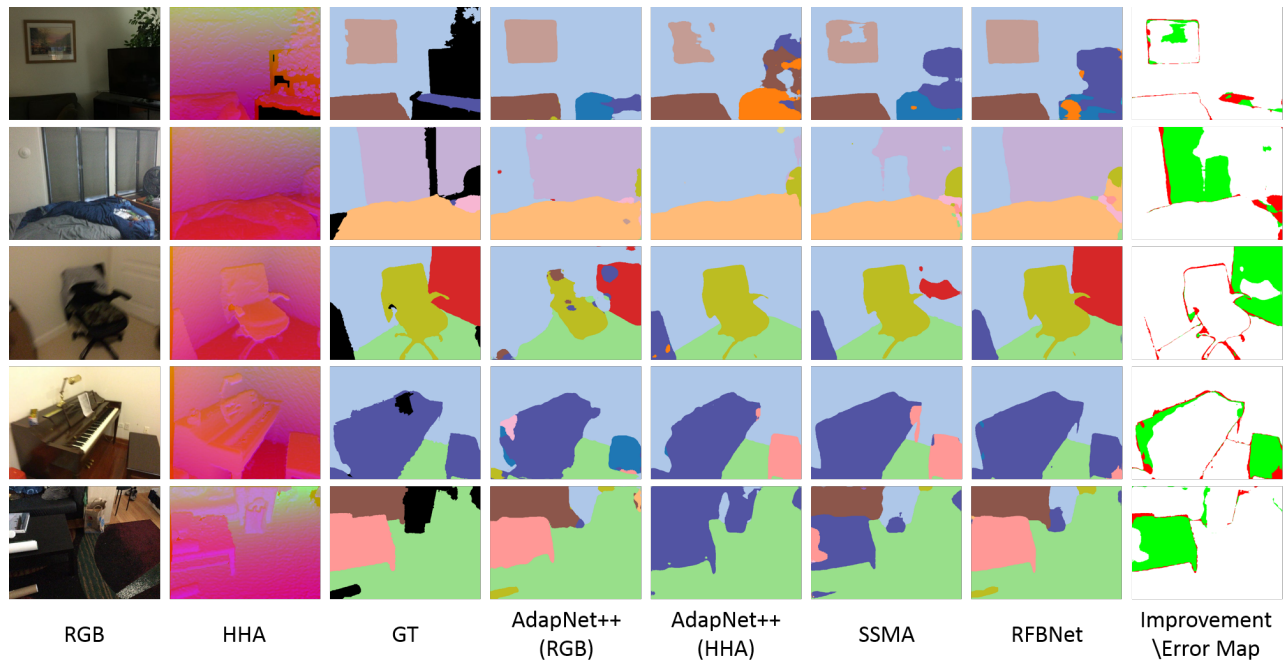 RGB
HHA
GT
AdapNet++
(RGB)
AdapNet++
(HHA)
SSMA
RFBNet
Improvement
\Error Map